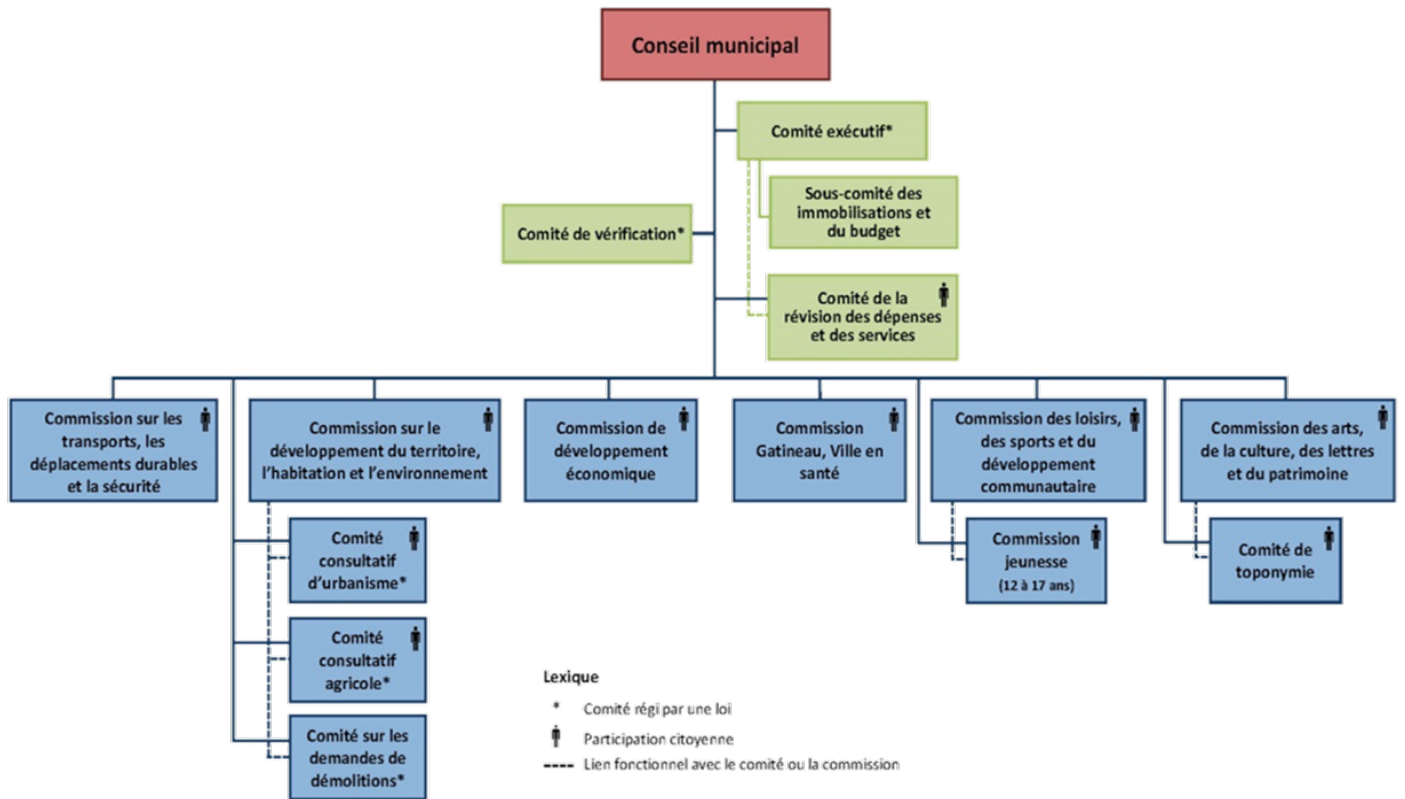 Conseil municipal
Comité exécutif*
Sous-comité des
immobilisations et
du budget
Comité de vérification*
Comité de la
révision des dépenses
et des services
Commission sur les
transports, les
déplacements durables
et la sécurité
Commission sur le
développement du territoire,
l'habitation et l'environnement
Commission de
développement
économique
Commission
Gatineau, Ville en
santé
Commission des loisirs,
des sports et du
développement
communautaire
Commission des arts,
de la culture, des lettres
et du patrimoine
Comité
consultatif
d'urbanisme*
Commission
jeunesse
(12 à 17 ans)
Comité de
toponymie
Comité
consultatif
agricole*
Comité sur les
demandes de
démolitions*
Lexique
* Comité régi par une loi
Participation citoyenne
Lien fonctionnel avec le comité ou la commission